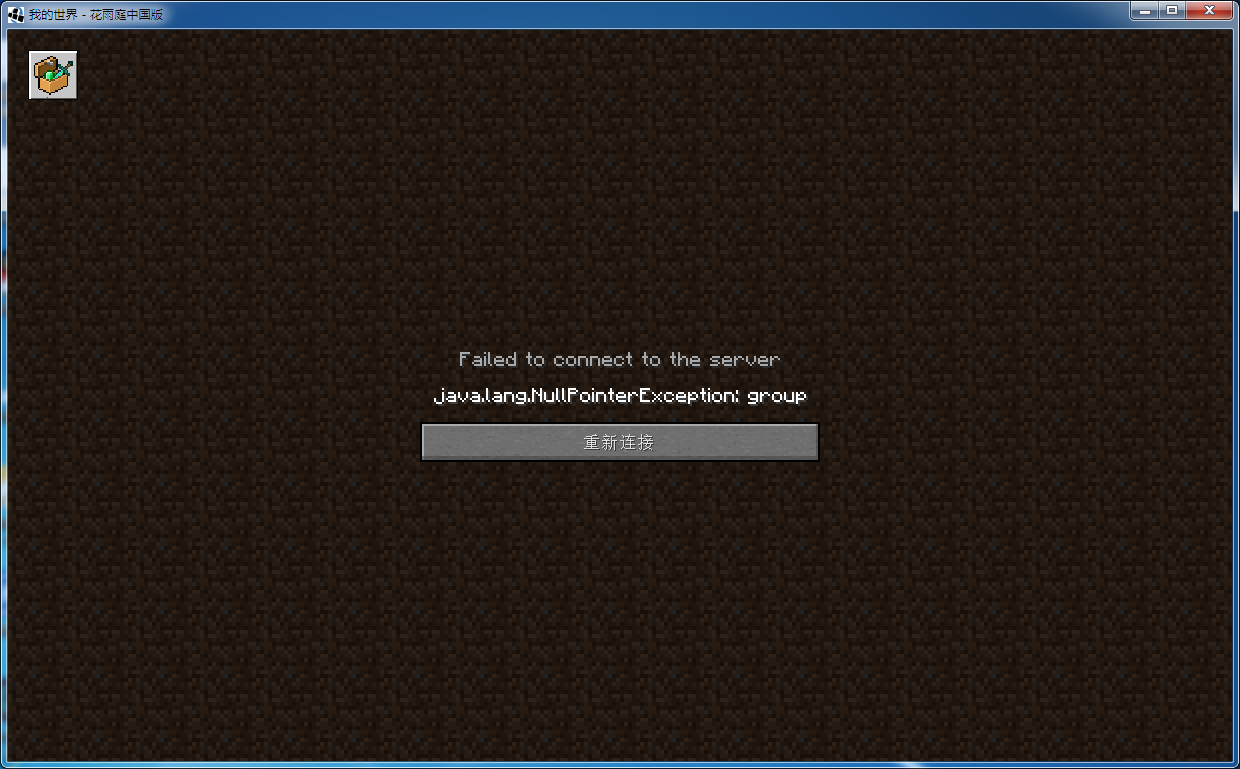 我的世界 - 花雨庭中国版
Failed to connect to the server
java.lang.NullPointerException: group
重新连接